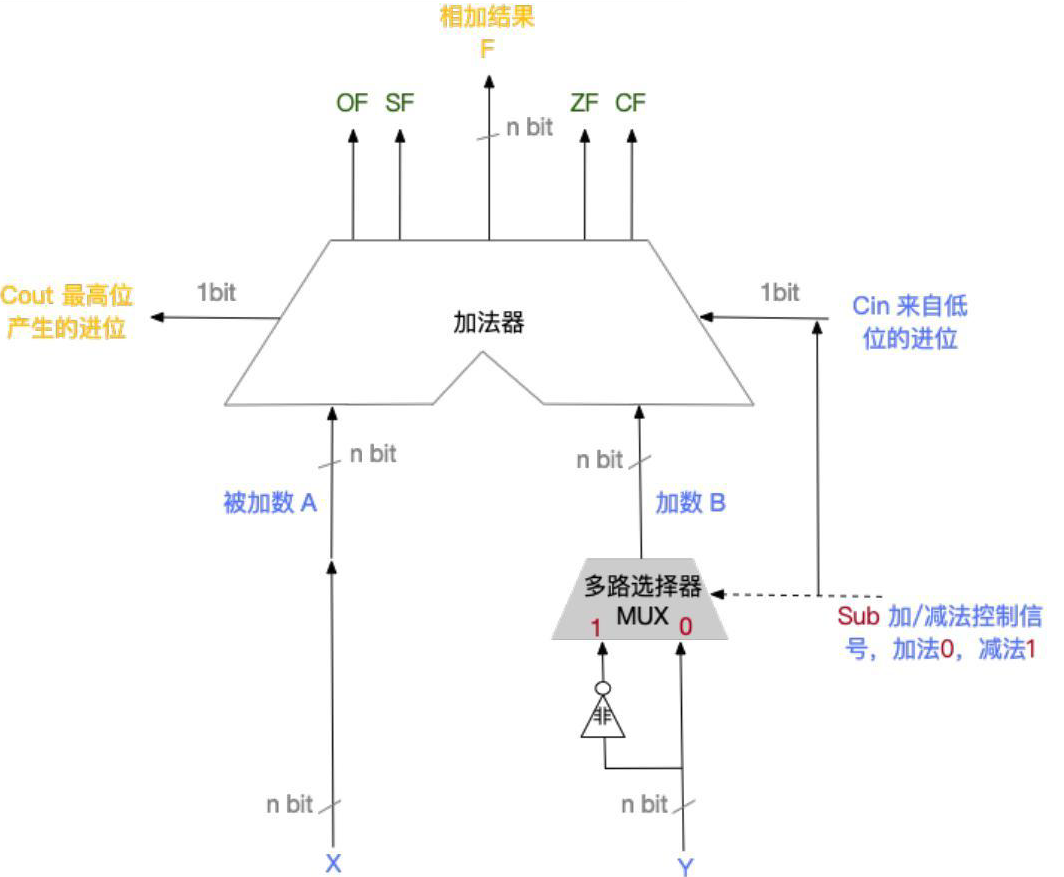 相加结果
F
OF SF
ZF CF
n bit
Cout 最高位
产生的进位
1bit
加法器
1bit
Cin 来自低
位的进位
n bit
n bit
被加数 A
加数 B
多路选择器
MUX
1
0
Sub 加/减法控制信
号，加法0，减法1
非
n bit
n bit
X
Y